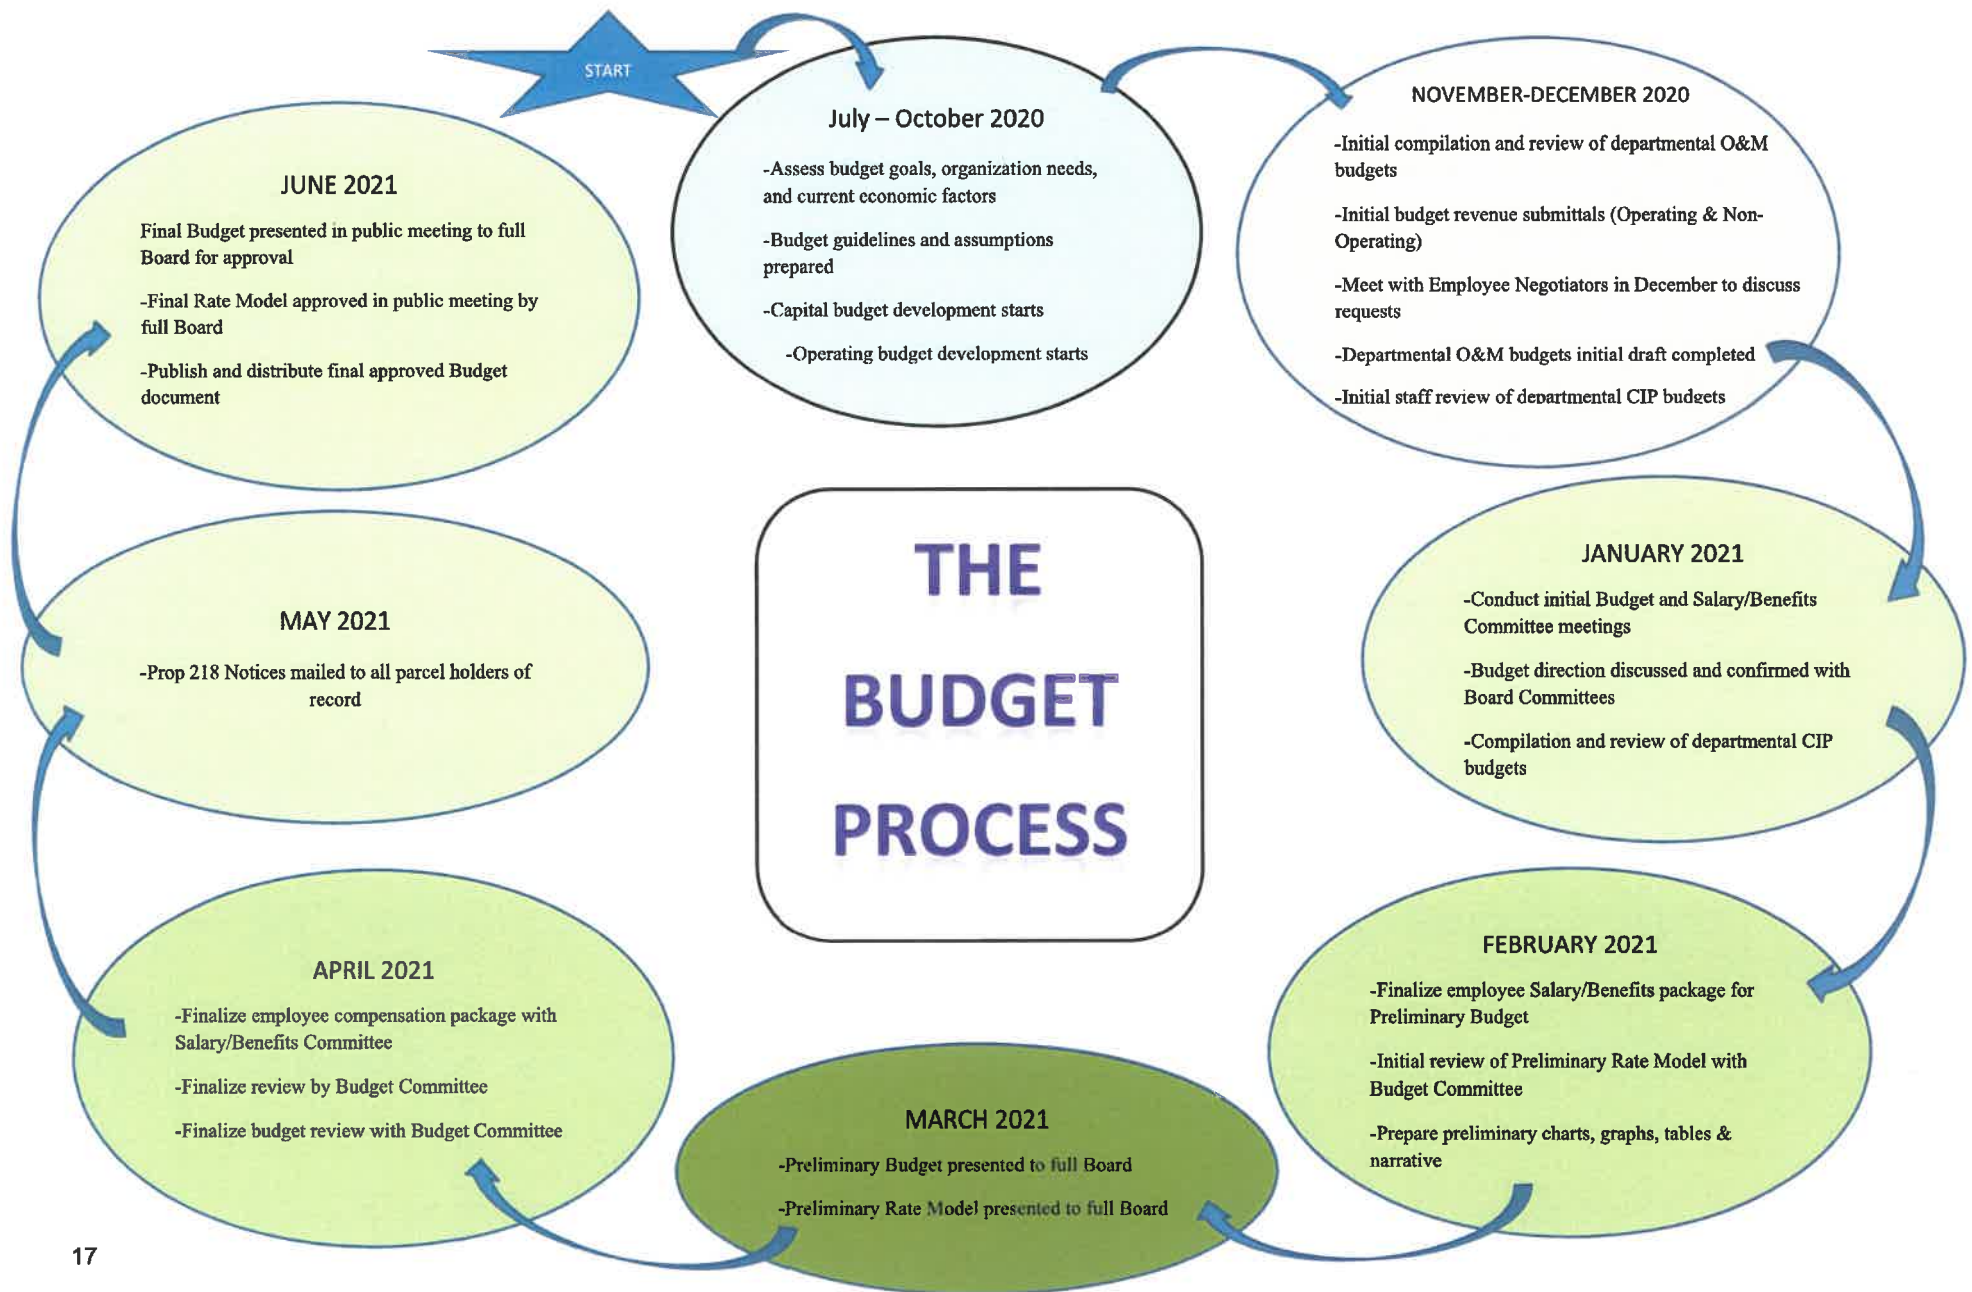 START
July – October 2020
-Assess budget goals, organization needs,
and current economic factors
-Budget guidelines and assumptions
prepared
-Capital budget development starts
-Operating budget development starts
NOVEMBER-DECEMBER 2020
-Initial compilation and review of departmental O&M
budgets
-Initial budget revenue submittals (Operating & Non-
Operating)
-Meet with Employee Negotiators in December to discuss
requests
-Departmental O&M budgets initial draft completed
-Initial staff review of departmental CIP budgets
JANUARY 2021
-Conduct initial Budget and Salary/Benefits
Committee meetings
-Budget direction discussed and confirmed with
Board Committees
-Compilation and review of departmental CIP
budgets
FEBRUARY 2021
-Finalize employee Salary/Benefits package for
Preliminary Budget
-Initial review of Preliminary Rate Model with
Budget Committee
-Prepare preliminary charts, graphs, tables &
narrative
MARCH 2021
-Preliminary Budget presented to full Board
-Preliminary Rate Model presented to full Board
APRIL 2021
-Finalize employee compensation package with
Salary/Benefits Committee
-Finalize review by Budget Committee
-Finalize budget review with Budget Committee
MAY 2021
-Prop 218 Notices mailed to all parcel holders of
record
JUNE 2021
Final Budget presented in public meeting to full
Board for approval
-Final Rate Model approved in public meeting by
full Board
-Publish and distribute final approved Budget
document
THE
BUDGET
PROCESS
17